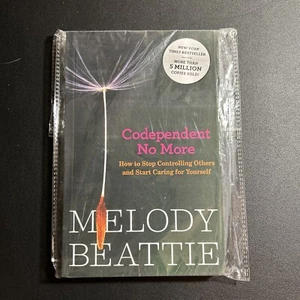 NEW YORK
TIMES BESTSELLER
MORE THAN
5 MILLION
COPIES SOLD!
Codependent
No More
How to Stop Controlling Others
and Start Caring for Yourself
MELODY
BEATTIE